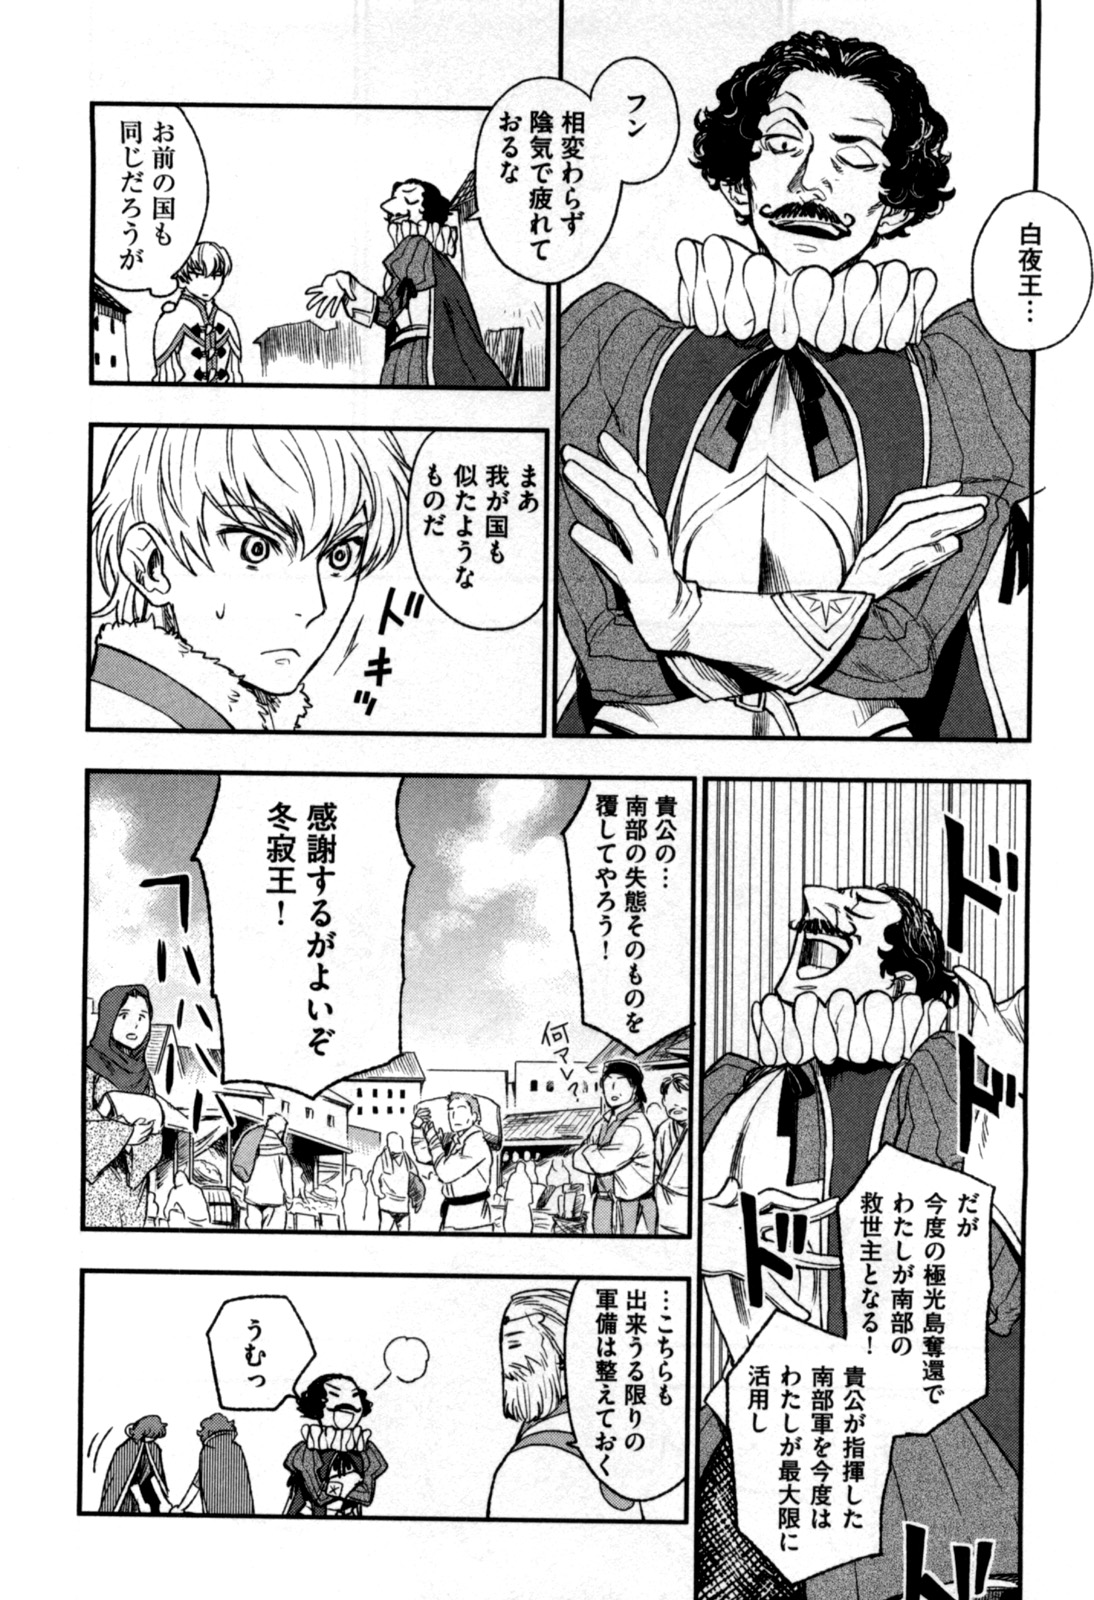 白夜王…
フン
相変わらず
陰気で疲れて
おるな
お前の国も
同じだろうが
まあ
我が国も
似たような
ものだ
ドキ
ド
ド
ド
ド
だが
今度の極光島奪還で
わたしが南部の
救世主となる！
貴公が指揮した
南部軍を今度は
わたしが最大限に
活用し
貴公の…
南部の失態そのものを
覆してやろう！
何アレ？
感謝するがよいぞ
冬寂王！
…こちらも
出来うる限りの
軍備は整えておく
うむっ